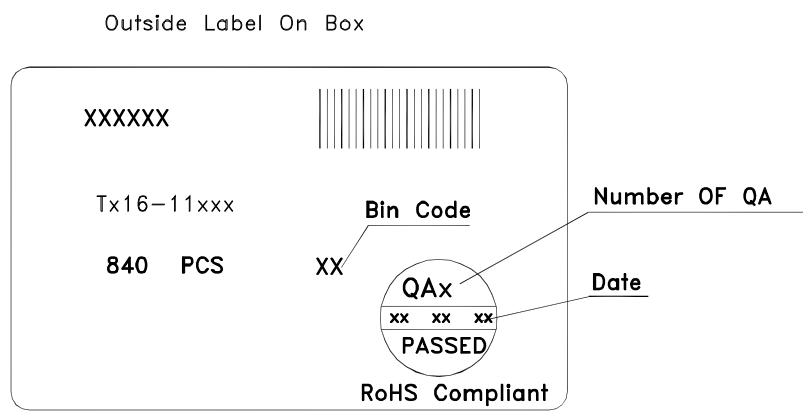 Outside Label On Box
XXXXXX
Tx16-11xxx
Bin Code
Number OF QA
840 PCS
XX
QAx
Date
xx xx xx
PASSED
RoHS Compliant